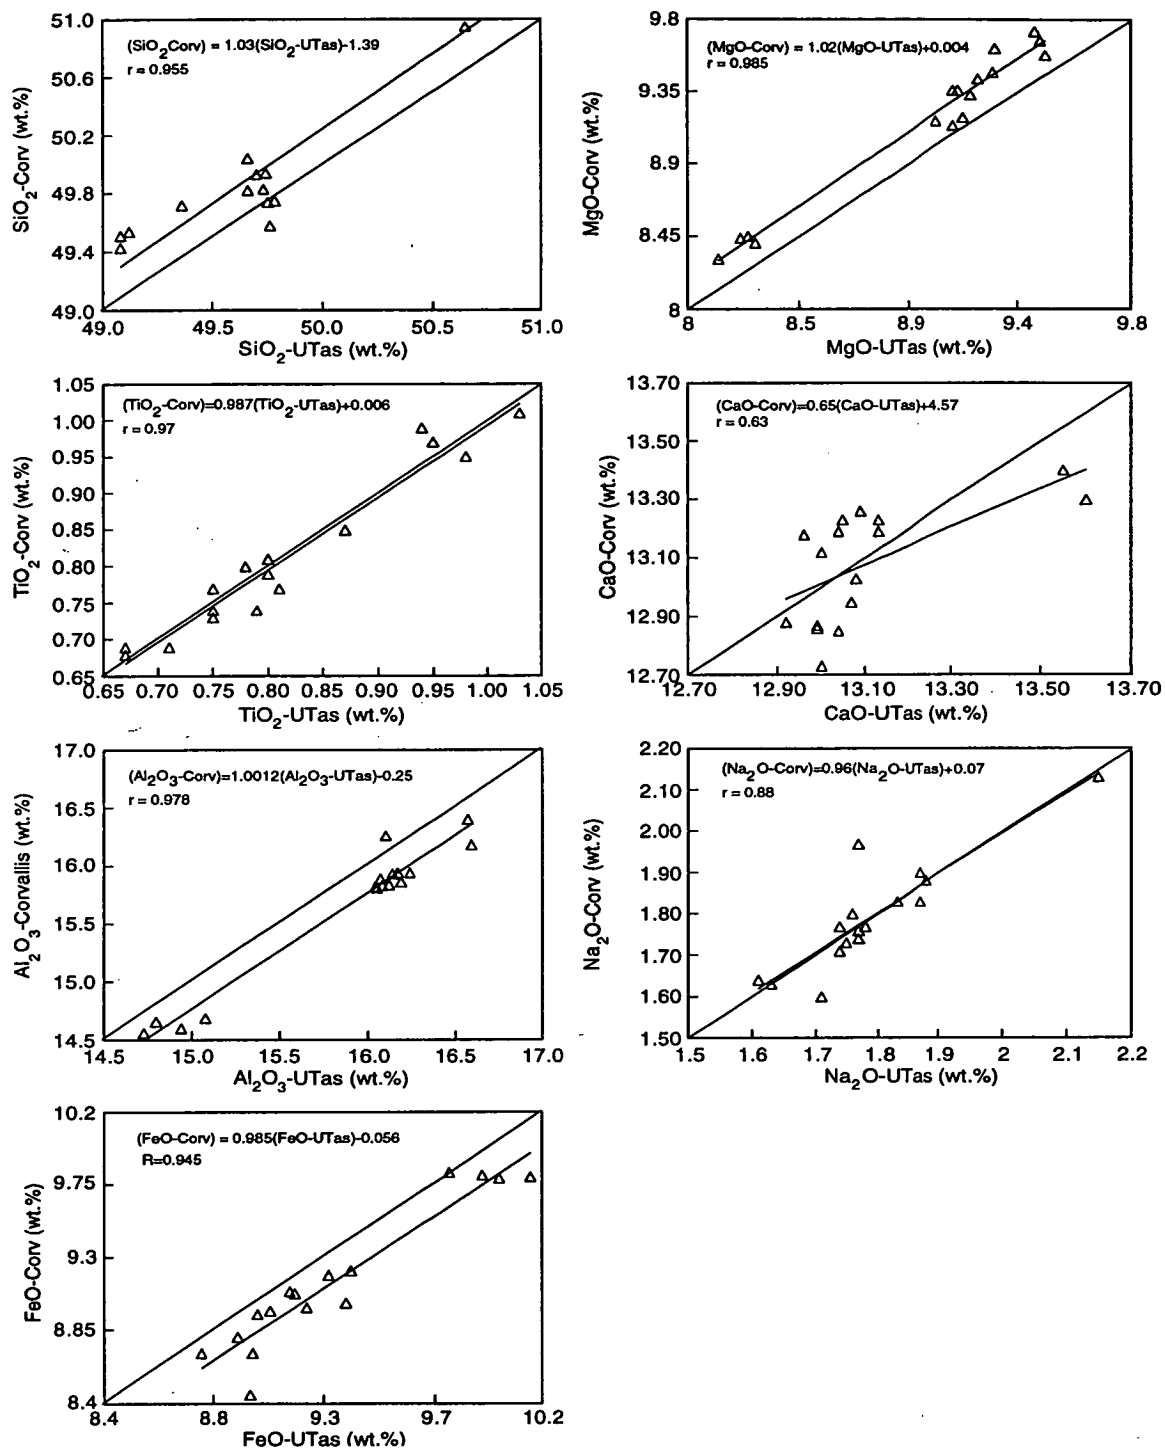 (SiO2Corv) = 1.03(SiO2-UTas)-1.39
r = 0.955
SiO2-Corv (wt.%)
51.0
50.6
50.2
49.8
49.4
49.0
49.0 49.5 50.0 50.5 51.0
SiO2-UTas (wt.%)
(MgO-Corv) = 1.02(MgO-UTas)+0.004
r = 0.985
MgO-Corv (wt.%)
9.8
9.35
8.9
8.45
8
8 8.5 8.9 9.4 9.8
MgO-UTas (wt.%)
(TiO2-Corv)=0.987(TiO2-UTas)+0.006
r = 0.97
TiO2-Corv (wt.%)
1.05
1.00
0.95
0.90
0.85
0.80
0.75
0.70
0.65
0.65 0.70 0.75 0.80 0.85 0.90 0.95 1.00 1.05
TiO2-UTas (wt.%)
(CaO-Corv)=0.65(CaO-UTas)+4.57
r = 0.63
CaO-Corv (wt.%)
13.70
13.50
13.30
13.10
12.90
12.70
12.70 12.90 13.10 13.30 13.50 13.70
CaO-UTas (wt.%)
(Al2O3-Corv)=1.0012(Al2O3-UTas)-0.25
r = 0.978
Al2O3-Corvallis (wt.%)
17.0
16.5
16.0
15.5
15.0
14.5
14.5 15.0 15.5 16.0 16.5 17.0
Al2O3-UTas (wt.%)
(Na2O-Corv)=0.96(Na2O-UTas)+0.07
r = 0.88
Na2O-Corv (wt.%)
2.20
2.10
2.00
1.90
1.80
1.70
1.60
1.50
1.5 1.6 1.7 1.8 1.9 2 2.1 2.2
Na2O-UTas (wt.%)
(FeO-Corv) = 0.985(FeO-UTas)-0.056
R=0.945
FeO-Corv (wt.%)
10.2
9.75
9.3
8.85
8.4
8.4 8.8 9.3 9.7 10.2
FeO-UTas (wt.%)